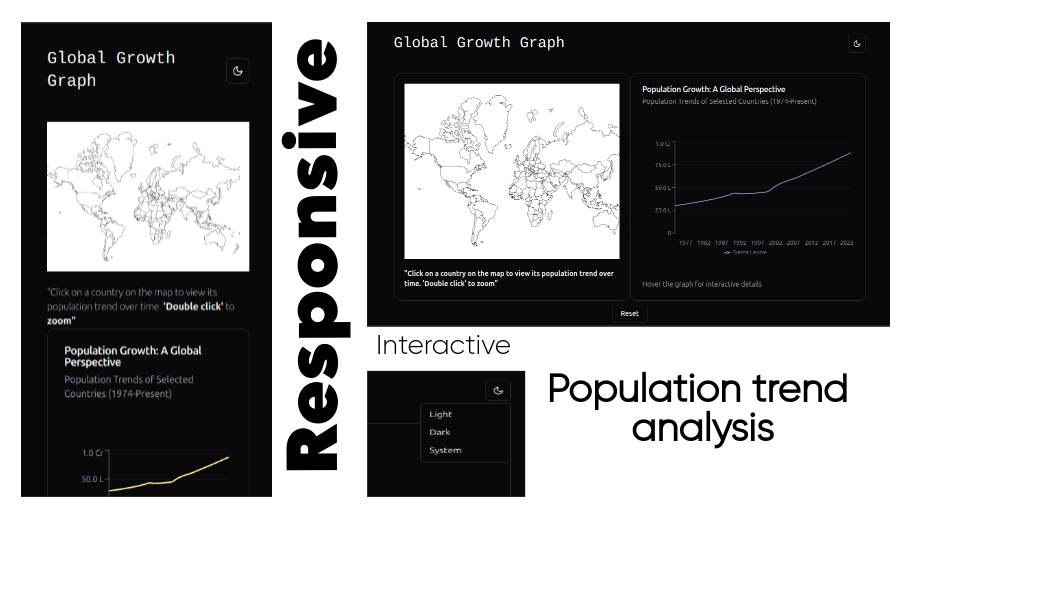 Global Growth
Graph
"Click on a country on the map to view its
population trend over time. 'Double click' to
zoom"
Population Growth: A Global
Perspective
Population Trends of Selected
Countries (1974-Present)
1.0 Cr
50.0 L
Responsive
Global Growth Graph
"Click on a country on the map to view its population trend over
time. 'Double click' to zoom"
Population Growth: A Global Perspective
Population Trends of Selected Countries (1974-Present)
1.0 Cr
75.0 L
50.0 L
25.0 L
0
1977 1982 1987 1992 1997 2002 2007 2012 2017 2023
Sierra Leone
Hover the graph for interactive details
Reset
Interactive
Light
Dark
System
Population trend
analysis